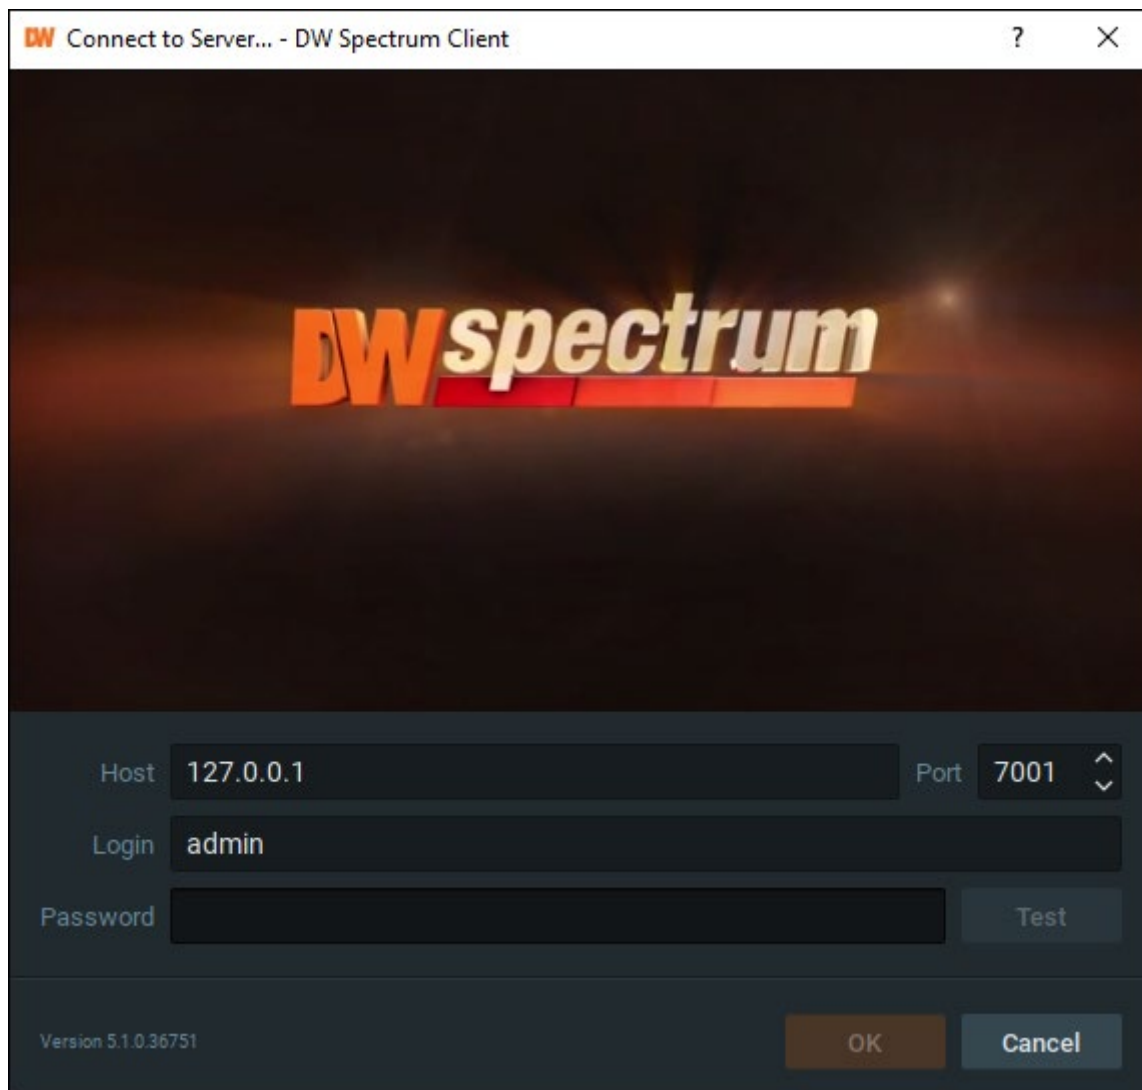 DW Connect to Server... - DW Spectrum Client ?
DW spectrum
Host 127.0.0.1 Port 7001
Login admin
Password Test
Version 5.1.0.36751 OK Cancel